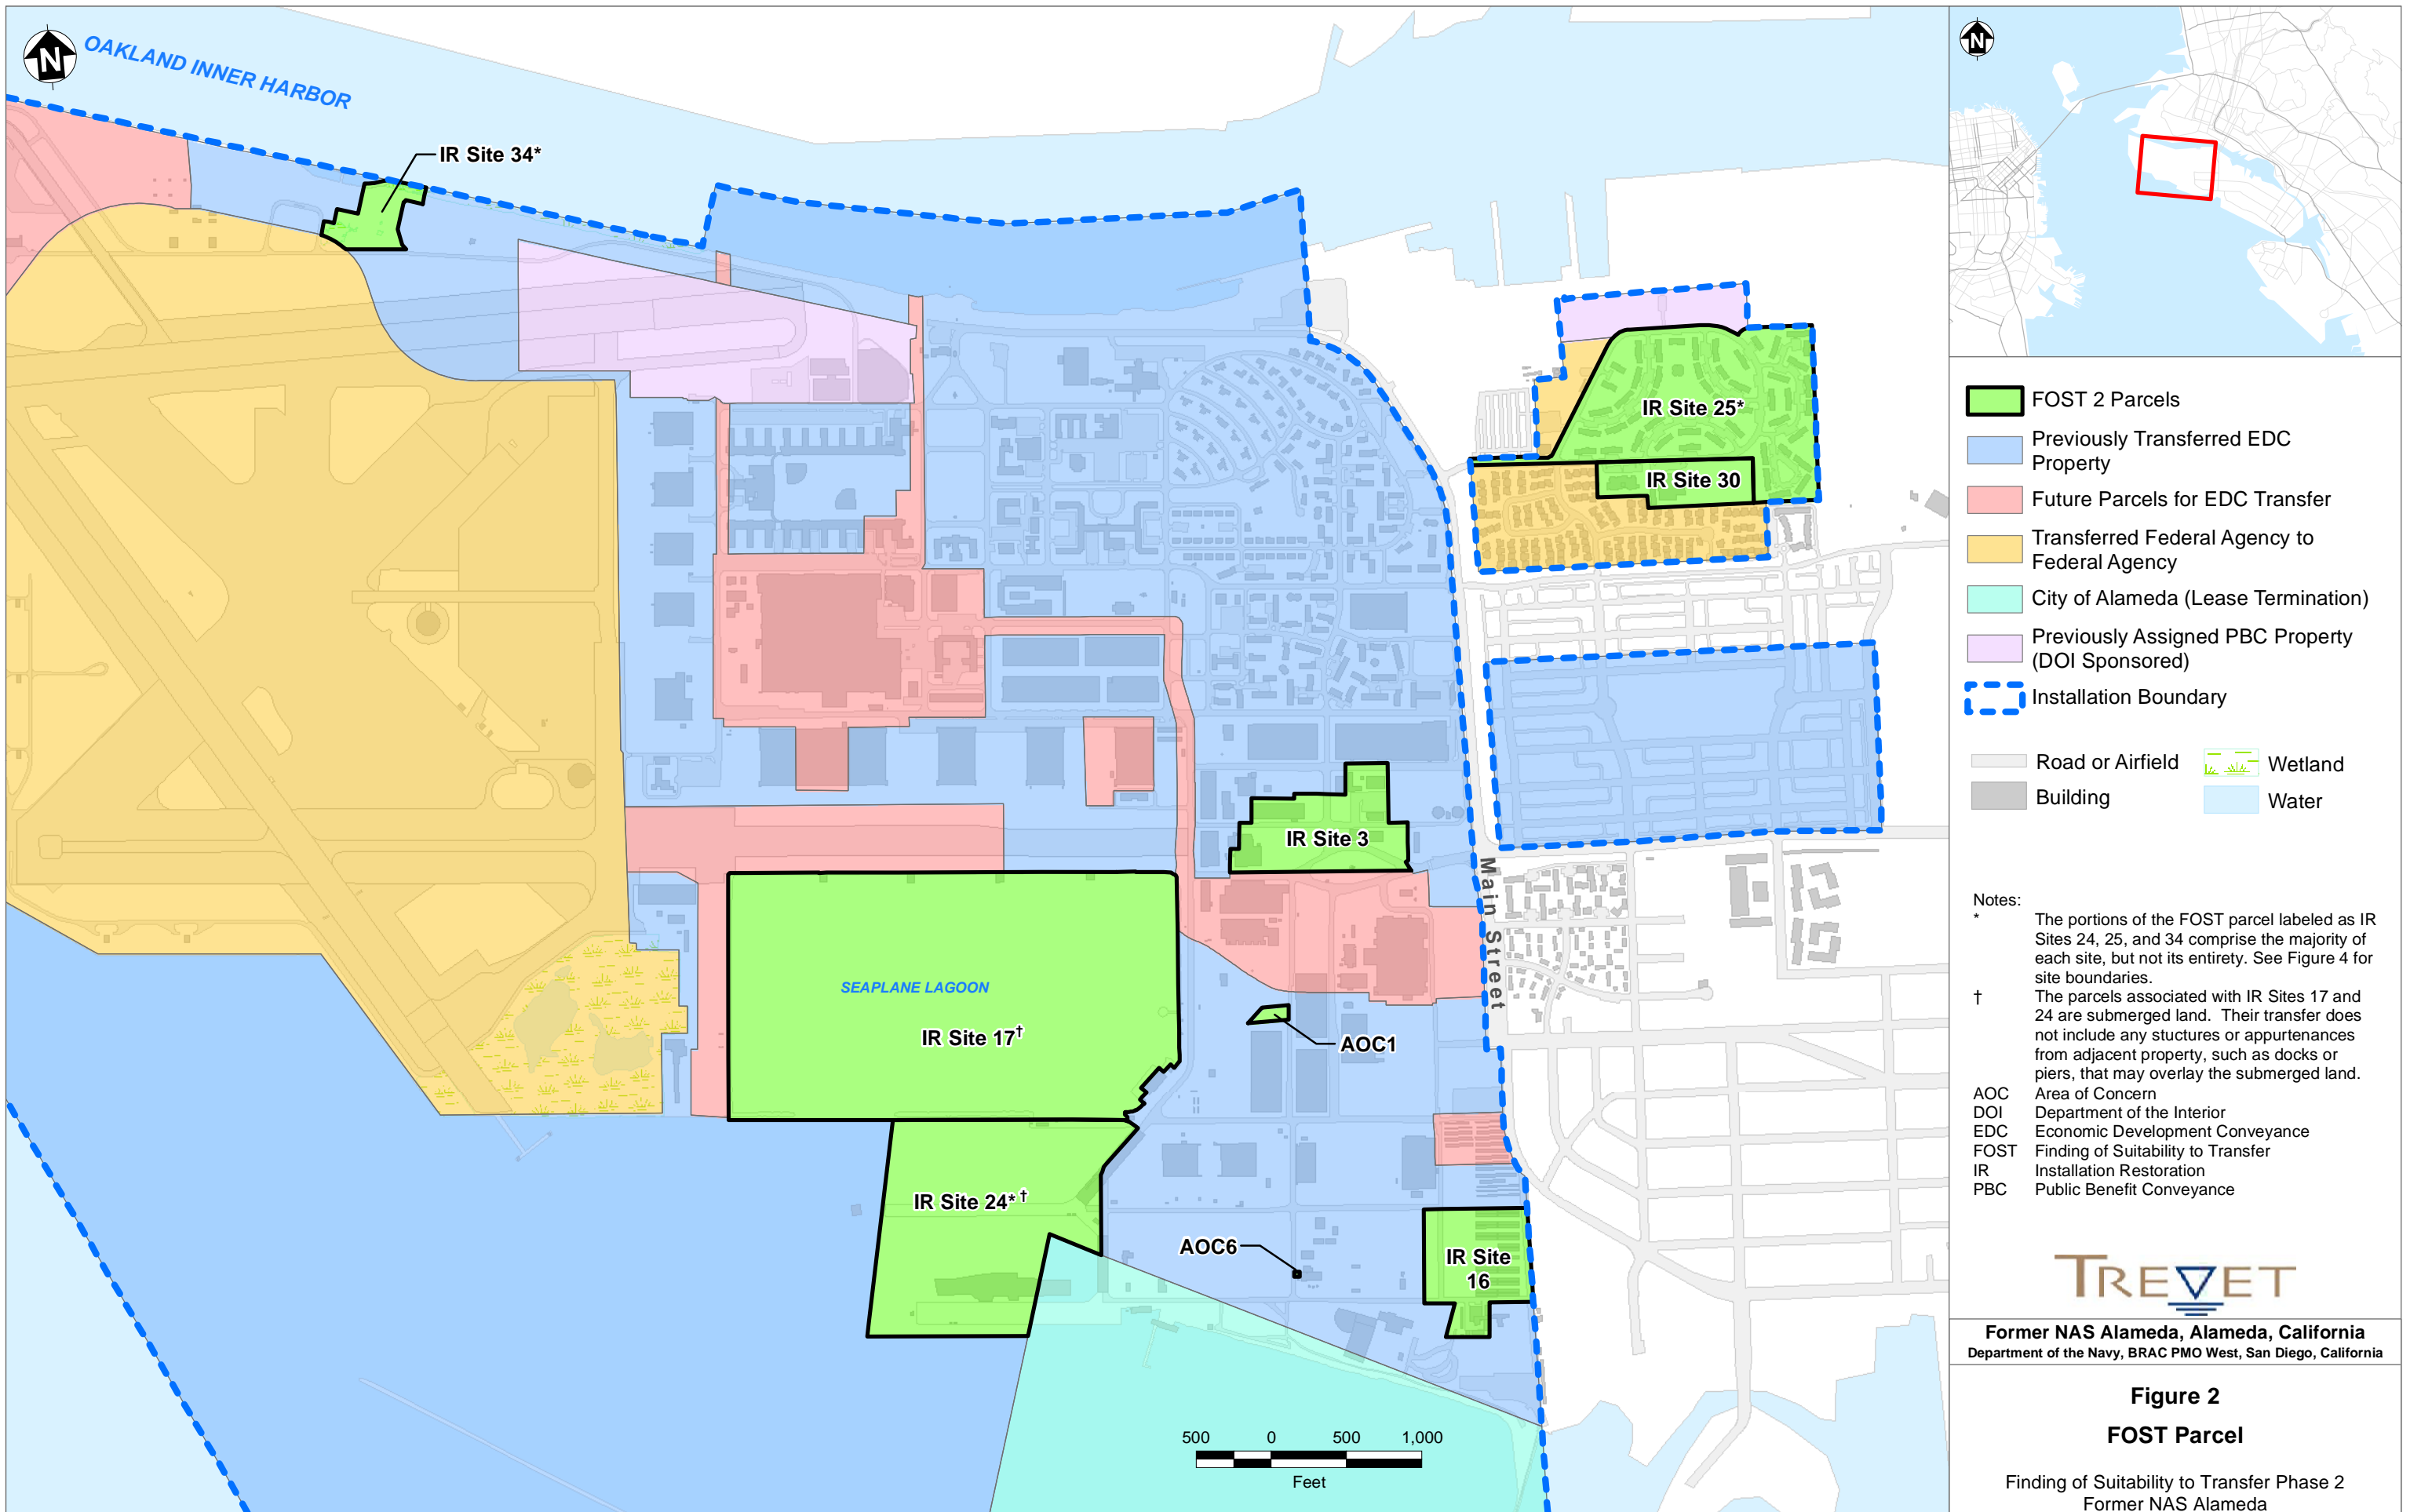 N
OAKLAND INNER HARBOR
IR Site 34*
IR Site 25*
IR Site 30
IR Site 3
Main Street
SEAPLANE LAGOON
IR Site 17†
AOC1
IR Site 24*†
AOC6
IR Site
16
500 0 500 1,000
Feet
N
FOST 2 Parcels
Previously Transferred EDC
Property
Future Parcels for EDC Transfer
Transferred Federal Agency to
Federal Agency
City of Alameda (Lease Termination)
Previously Assigned PBC Property
(DOI Sponsored)
Installation Boundary
Road or Airfield
Wetland
Building
Water
Notes:
* The portions of the FOST parcel labeled as IR
Sites 24, 25, and 34 comprise the majority of
each site, but not its entirety. See Figure 4 for
site boundaries.
† The parcels associated with IR Sites 17 and
24 are submerged land. Their transfer does
not include any stuctures or appurtenances
from adjacent property, such as docks or
piers, that may overlay the submerged land.
AOC Area of Concern
DOI Department of the Interior
EDC Economic Development Conveyance
FOST Finding of Suitability to Transfer
IR Installation Restoration
PBC Public Benefit Conveyance
TREVET
Former NAS Alameda, Alameda, California
Department of the Navy, BRAC PMO West, San Diego, California
Figure 2
FOST Parcel
Finding of Suitability to Transfer Phase 2
Former NAS Alameda